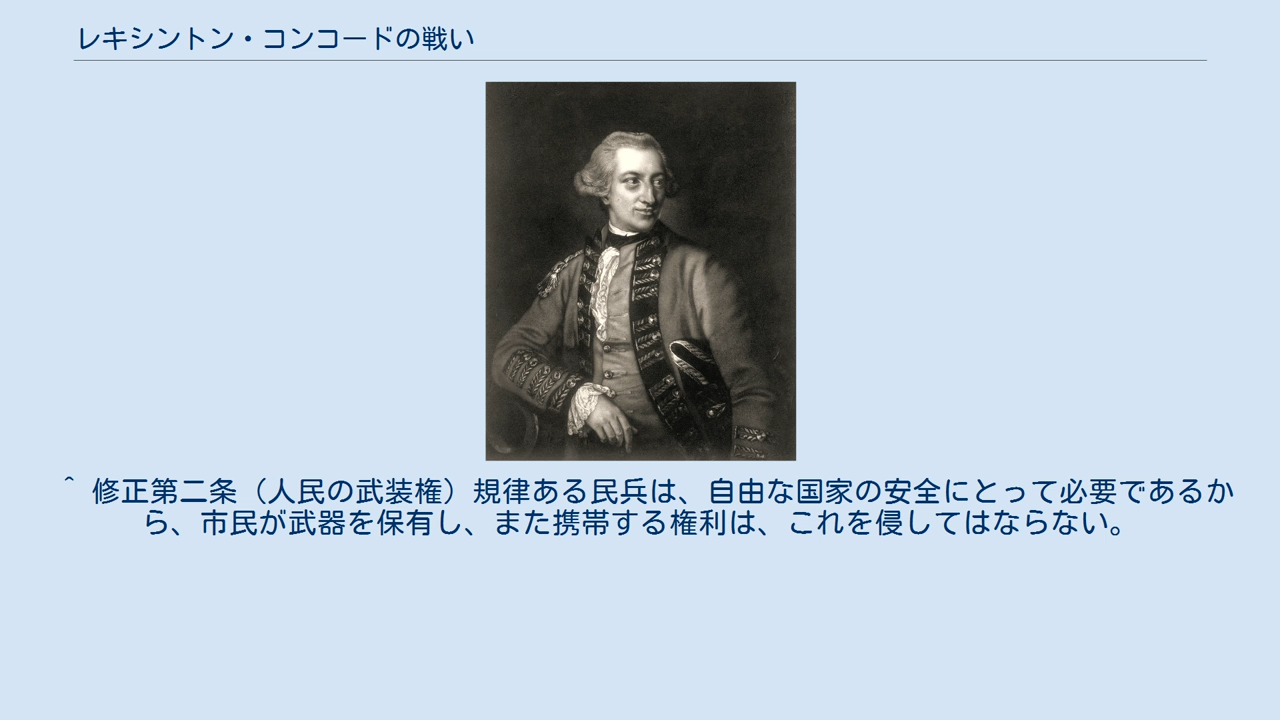 レキシントン・コンコードの戦い
^ 修正第二条（人民の武装権）規律ある民兵は、自由な国家の安全にとって必要であるか
ら、市民が武器を保有し、また携帯する権利は、これを侵してはならない。